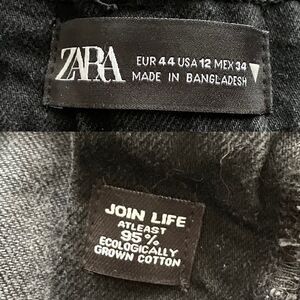 ZARA
EUR 44 USA 12 MEX 34
MADE IN BANGLADESH
JOIN LIFE
ATLEAST
95%
ECOLOGICALLY
GROWN COTTON